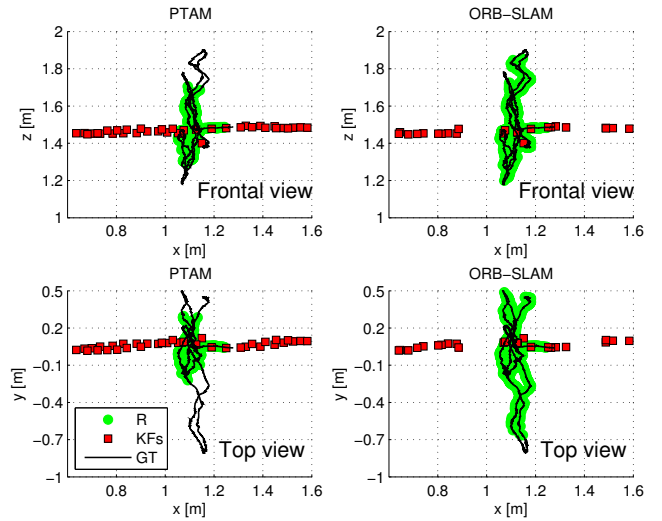 PTAM
ORB−SLAM
2
1.8
1.6
1.4
1.2
1
z [m]
0.8 1 1.2 1.4 1.6
x [m]
Frontal view
2
1.8
1.6
1.4
1.2
1
z [m]
0.8 1 1.2 1.4 1.6
x [m]
Frontal view
PTAM
ORB−SLAM
0.5
0.2
−0.1
−0.4
−0.7
−1
y [m]
R
KFs
GT
Top view
0.8 1 1.2 1.4 1.6
x [m]
0.5
0.2
−0.1
−0.4
−0.7
−1
y [m]
Top view
0.8 1 1.2 1.4 1.6
x [m]